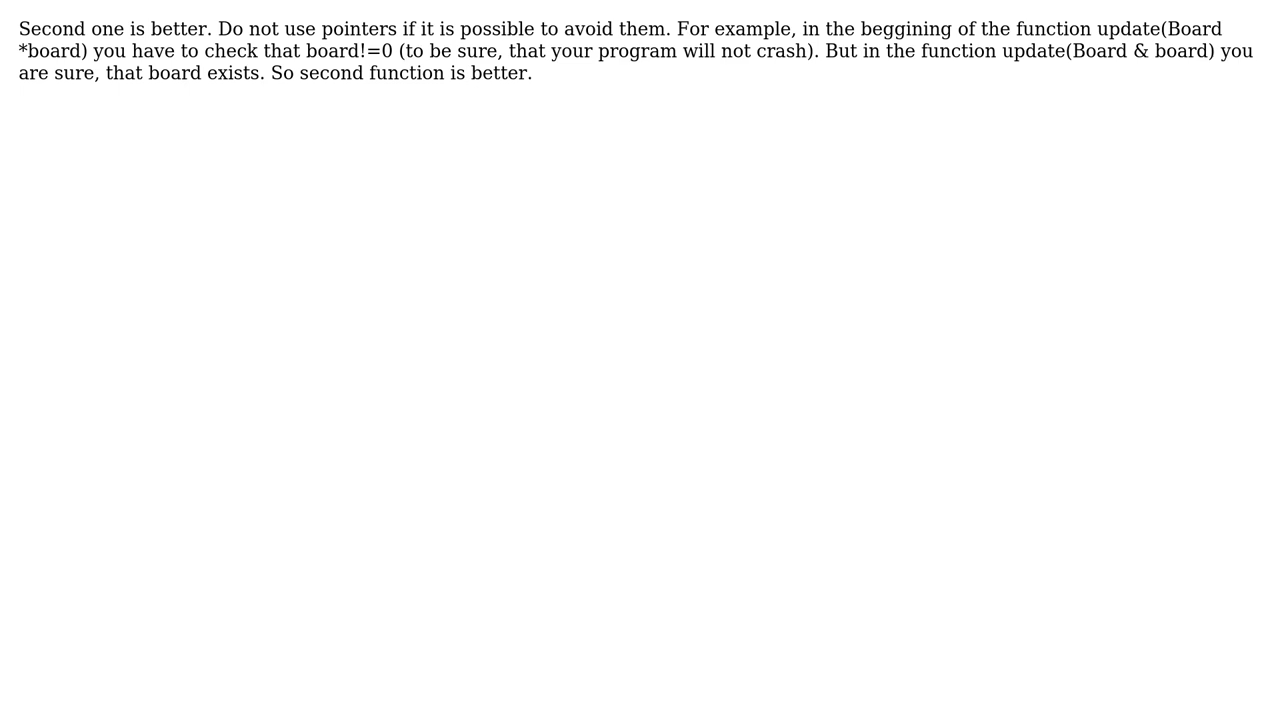 Second one is better. Do not use pointers if it is possible to avoid them. For example, in the beggining of the function update(Board
*board) you have to check that board!=0 (to be sure, that your program will not crash). But in the function update(Board & board) you
are sure, that board exists. So second function is better.